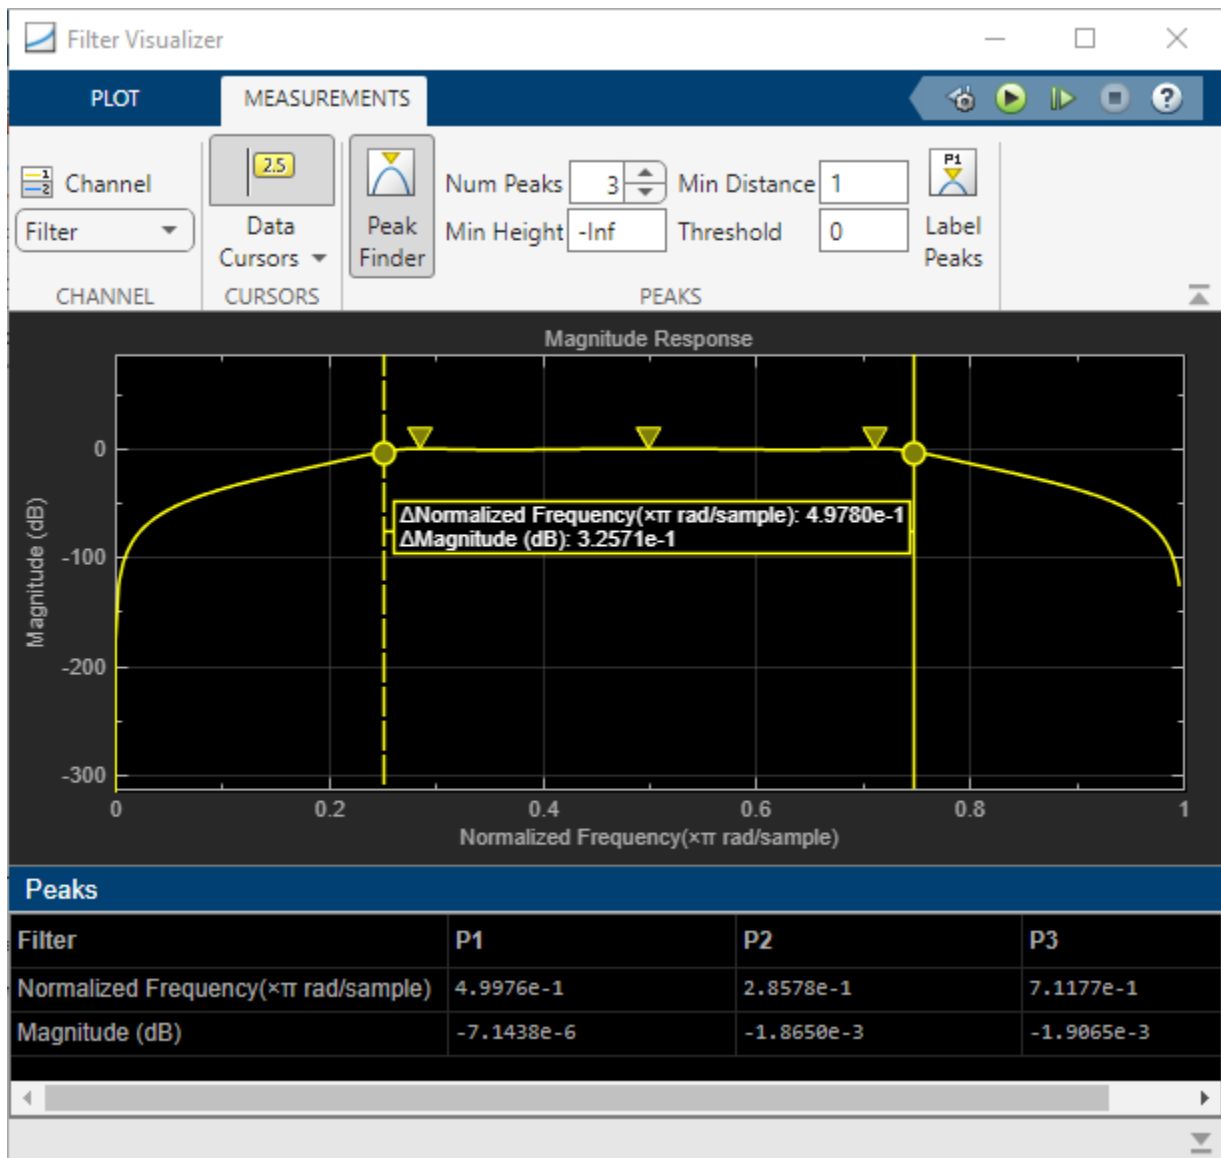 Filter Visualizer
PLOT MEASUREMENTS ?
1 2 Channel
Filter
CHANNEL
2.5
Data
Cursors
CURSORS
Peak
Finder
Num Peaks 3 Min Distance 1
Min Height -Inf Threshold 0
P1
Label
Peaks
PEAKS
Magnitude Response
Magnitude (dB)
0
-100
-200
-300
ΔNormalized Frequency(×π rad/sample): 4.9780e-1
ΔMagnitude (dB): 3.2571e-1
0 0.2 0.4 0.6 0.8 1
Normalized Frequency(×π rad/sample)
Peaks
Filter P1 P2 P3
Normalized Frequency(×π rad/sample) 4.9976e-1 2.8578e-1 7.1177e-1
Magnitude (dB) -7.1438e-6 -1.8650e-3 -1.9065e-3